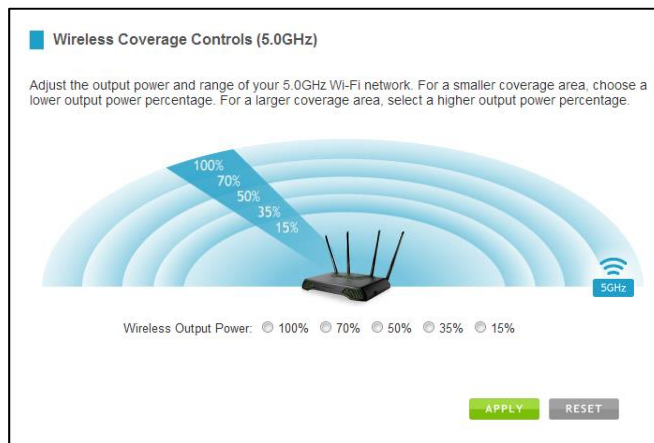 Wireless Coverage Controls (5.0GHz)
Adjust the output power and range of your 5.0GHz Wi-Fi network. For a smaller coverage area, choose a
lower output power percentage. For a larger coverage area, select a higher output power percentage.
100%
70%
50%
35%
15%
5GHz
Wireless Output Power: 100% 70% 50% 35% 15%
APPLY RESET